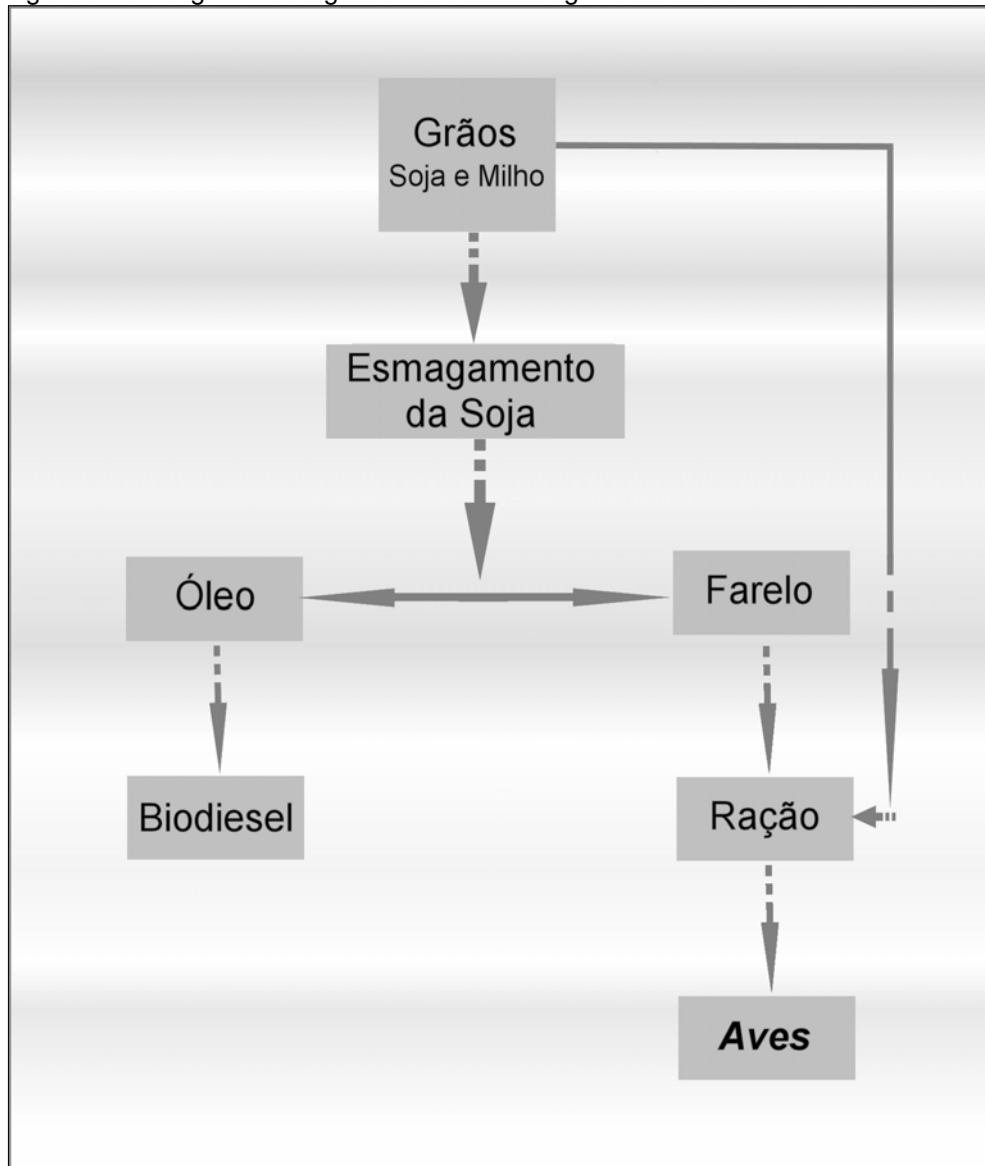 Grãos
Soja e Milho
Esmagamento
da Soja
Óleo
Farelo
Biodiesel
Ração
Aves